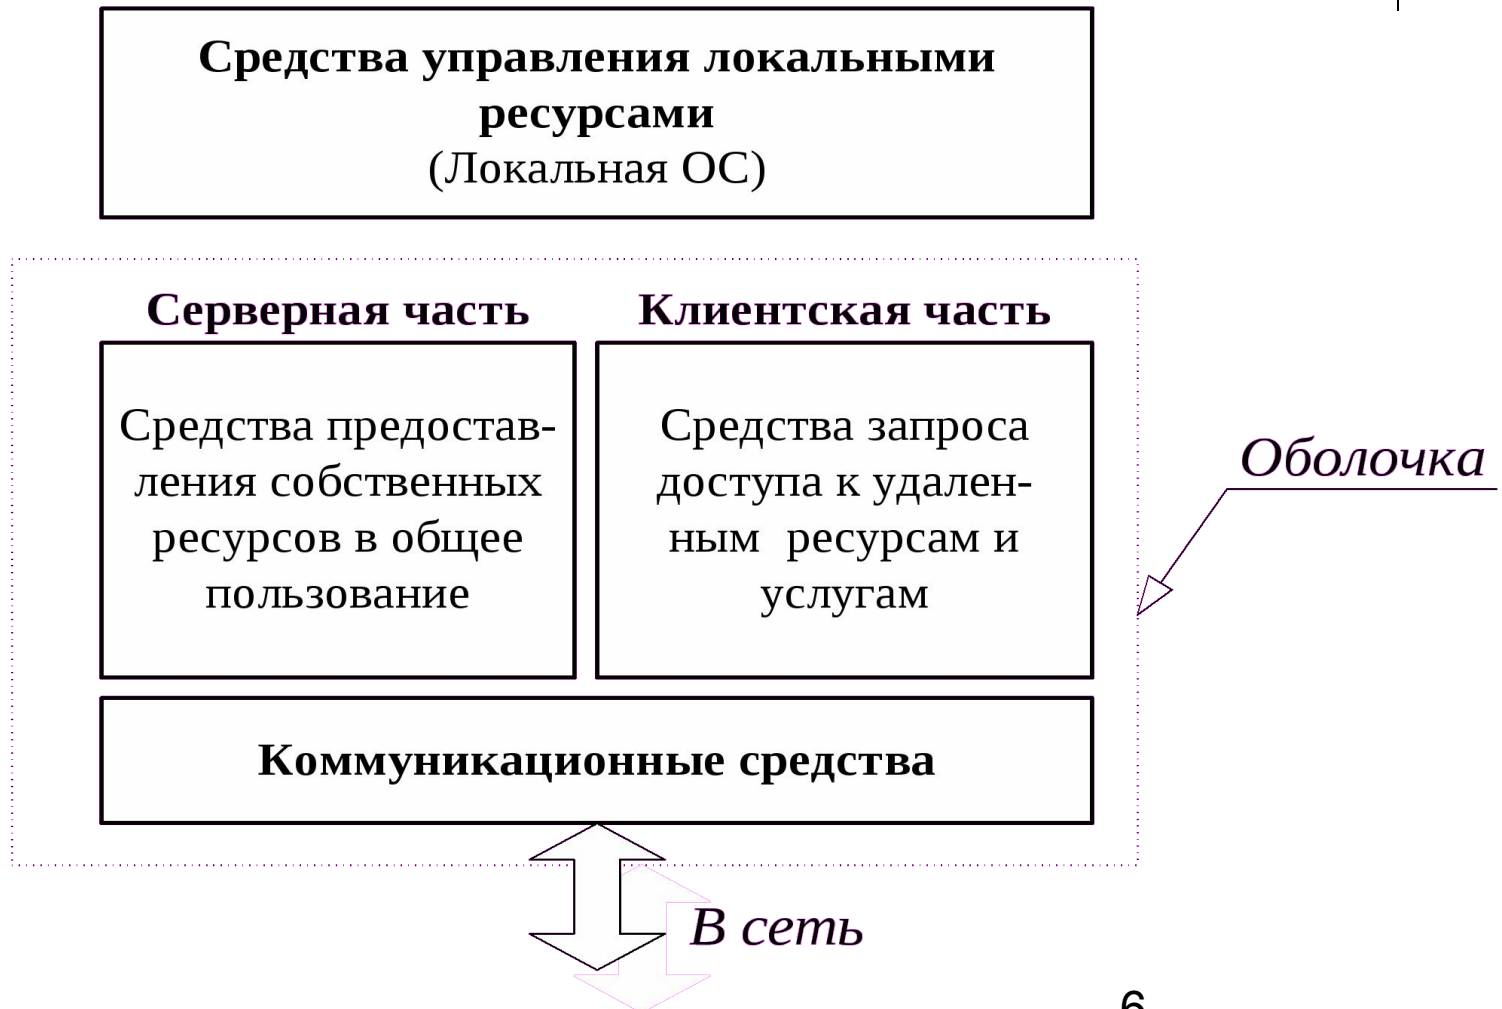 Средства управления локальными
ресурсами
(Локальная ОС)
Серверная часть
Клиентская часть
Средства предостав-
ления собственных
ресурсов в общее
пользование
Средства запроса
доступа к удален-
ным ресурсам и
услугам
Оболочка
Коммуникационные средства
В сеть
6